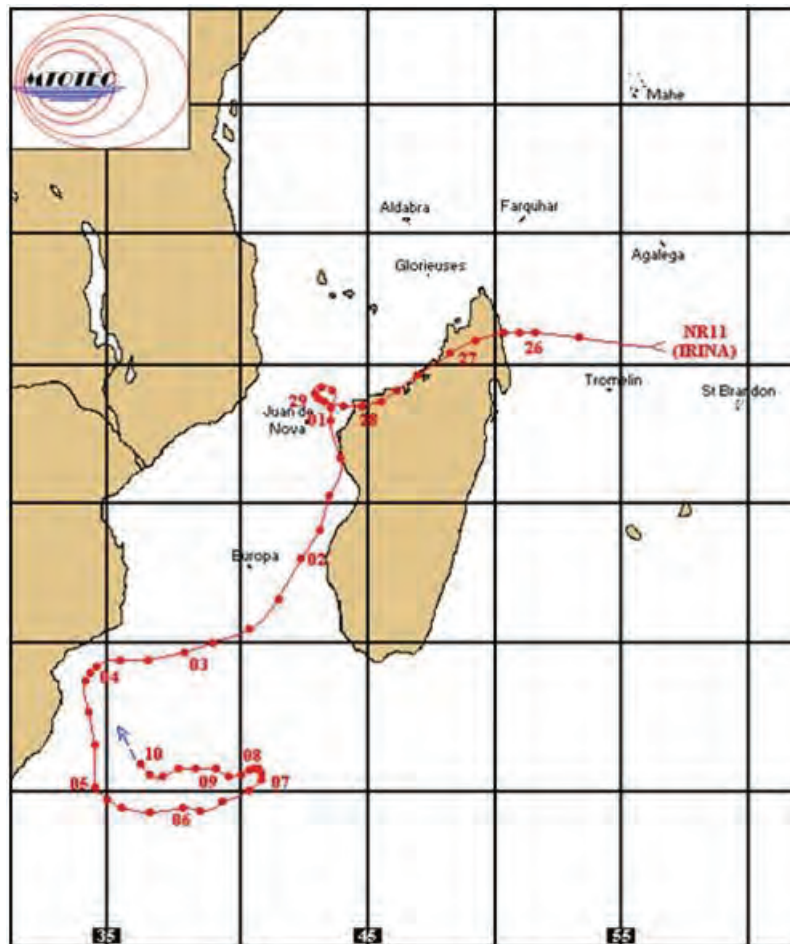 MTOTEC
Mahe
Aldabra
Farquhar
Agalega
Glorieuses
NR11
(IRINA)
26
27
Tromelin
St Brandon
29
Juan de
Nova
01
28
Europa
02
03
04
10
08
09
07
05
06
35
45
55